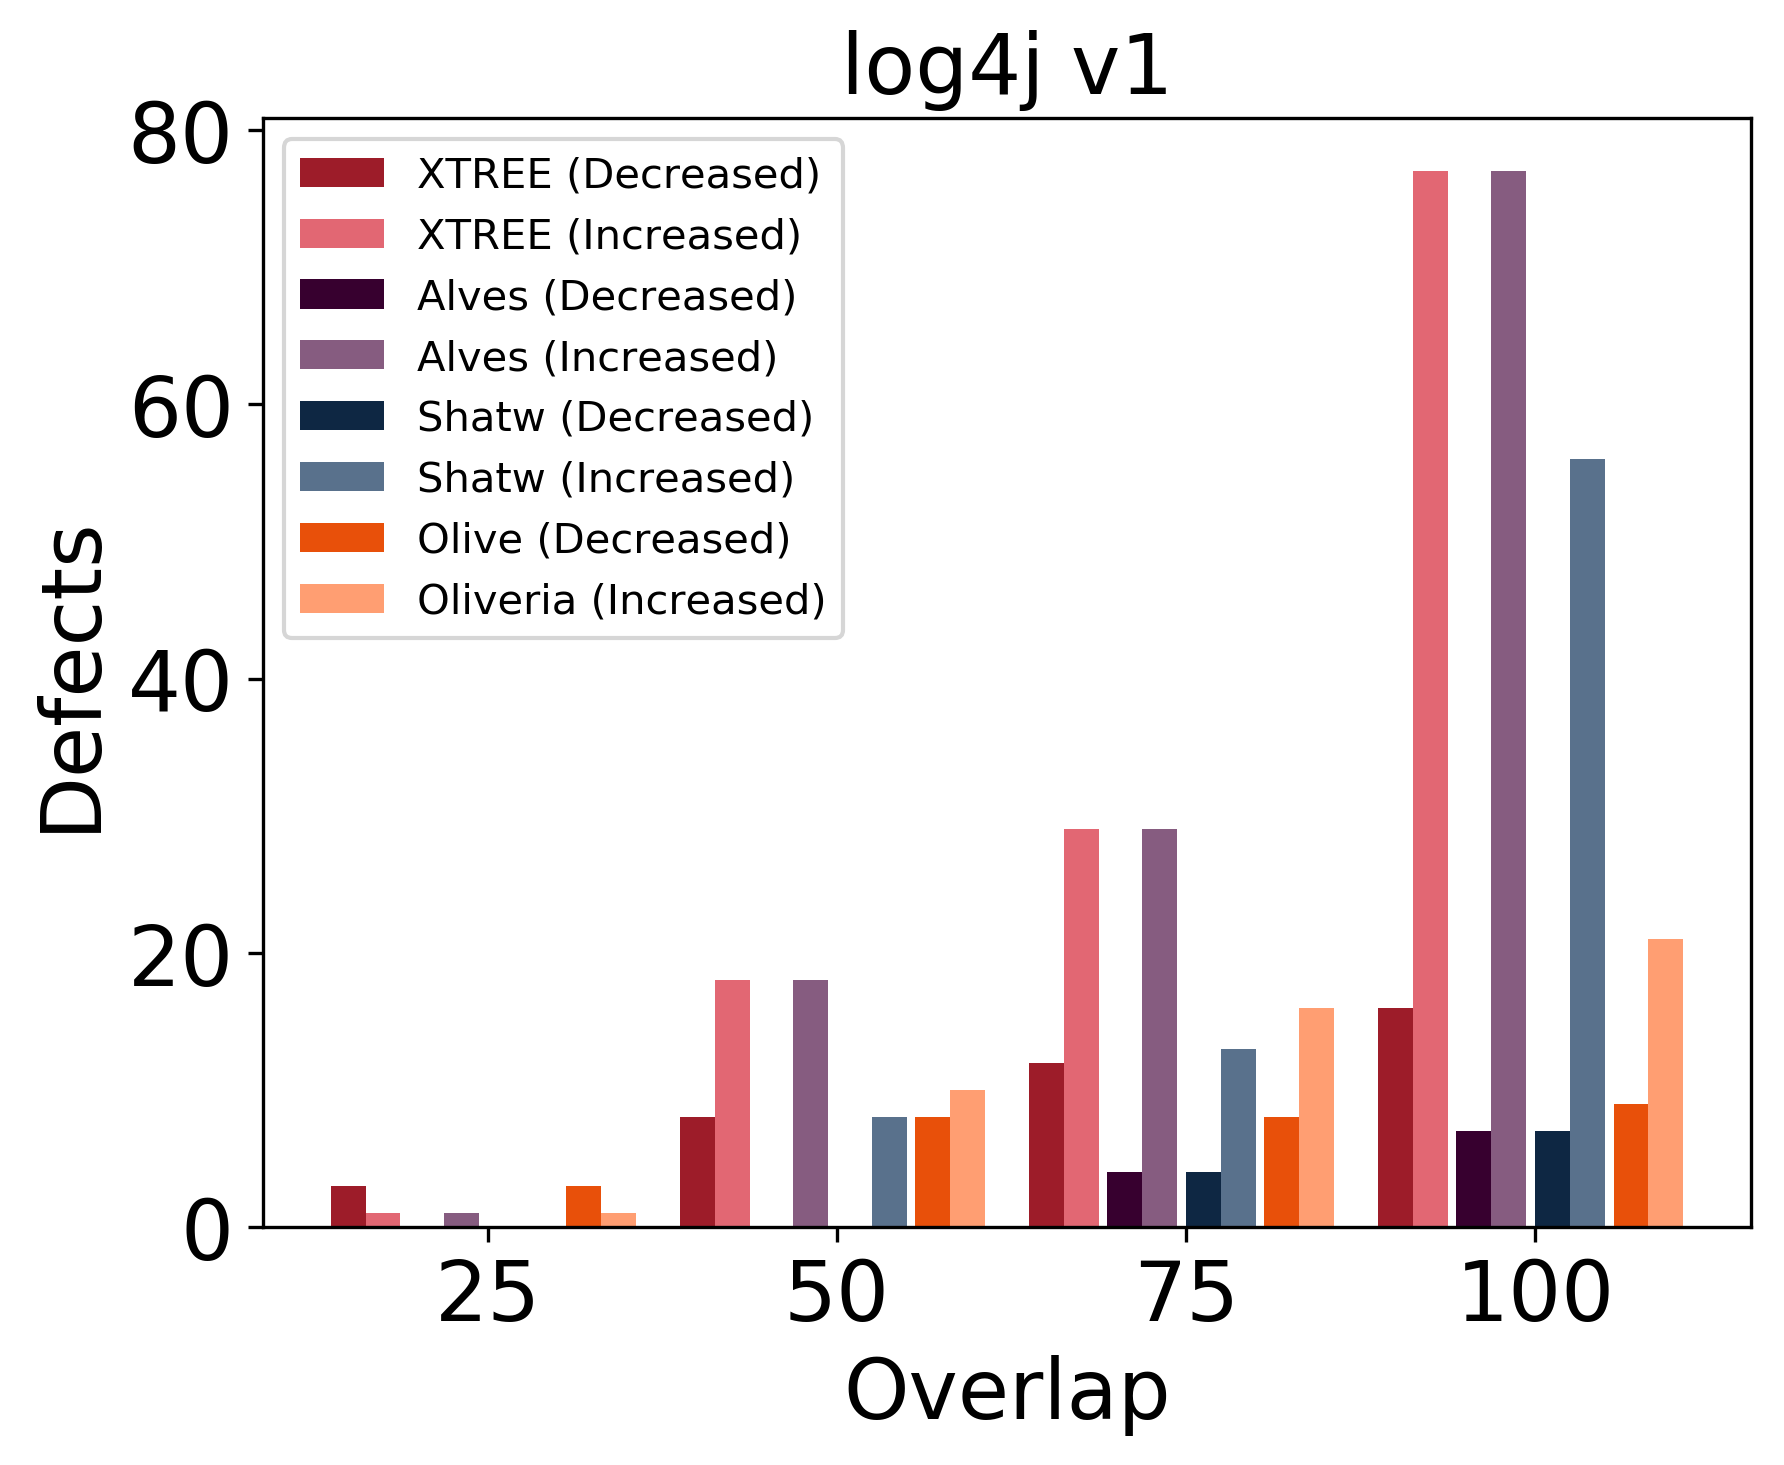 log4j v1
80
60
40
20
0
Defects
XTREE (Decreased)
XTREE (Increased)
Alves (Decreased)
Alves (Increased)
Shatw (Decreased)
Shatw (Increased)
Olive (Decreased)
Oliveria (Increased)
25 50 75 100
Overlap